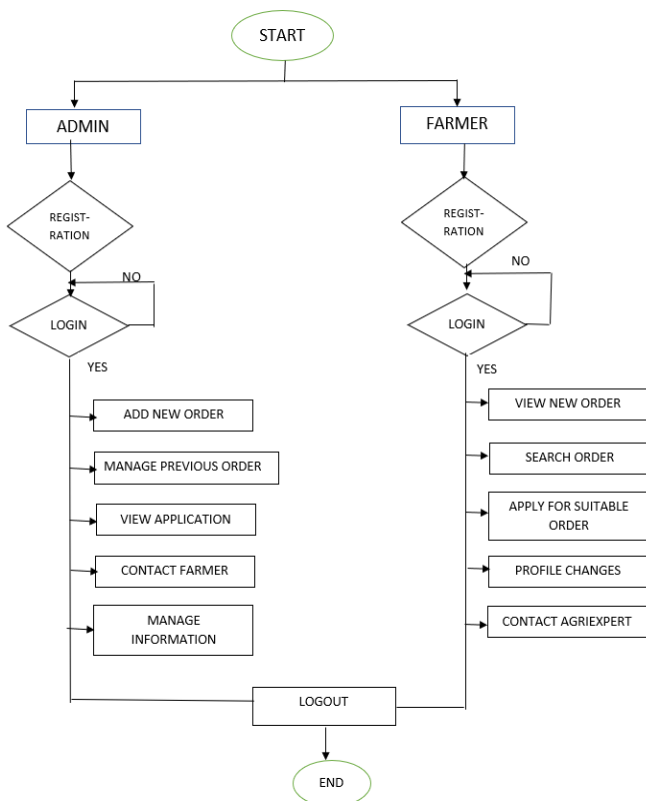 START
ADMIN
FARMER
REGIST-
RATION
REGIST-
RATION
NO
NO
LOGIN
LOGIN
YES
YES
ADD NEW ORDER
MANAGE PREVIOUS ORDER
VIEW APPLICATION
CONTACT FARMER
MANAGE
INFORMATION
VIEW NEW ORDER
SEARCH ORDER
APPLY FOR SUITABLE
ORDER
PROFILE CHANGES
CONTACT AGRIEXPERT
LOGOUT
END